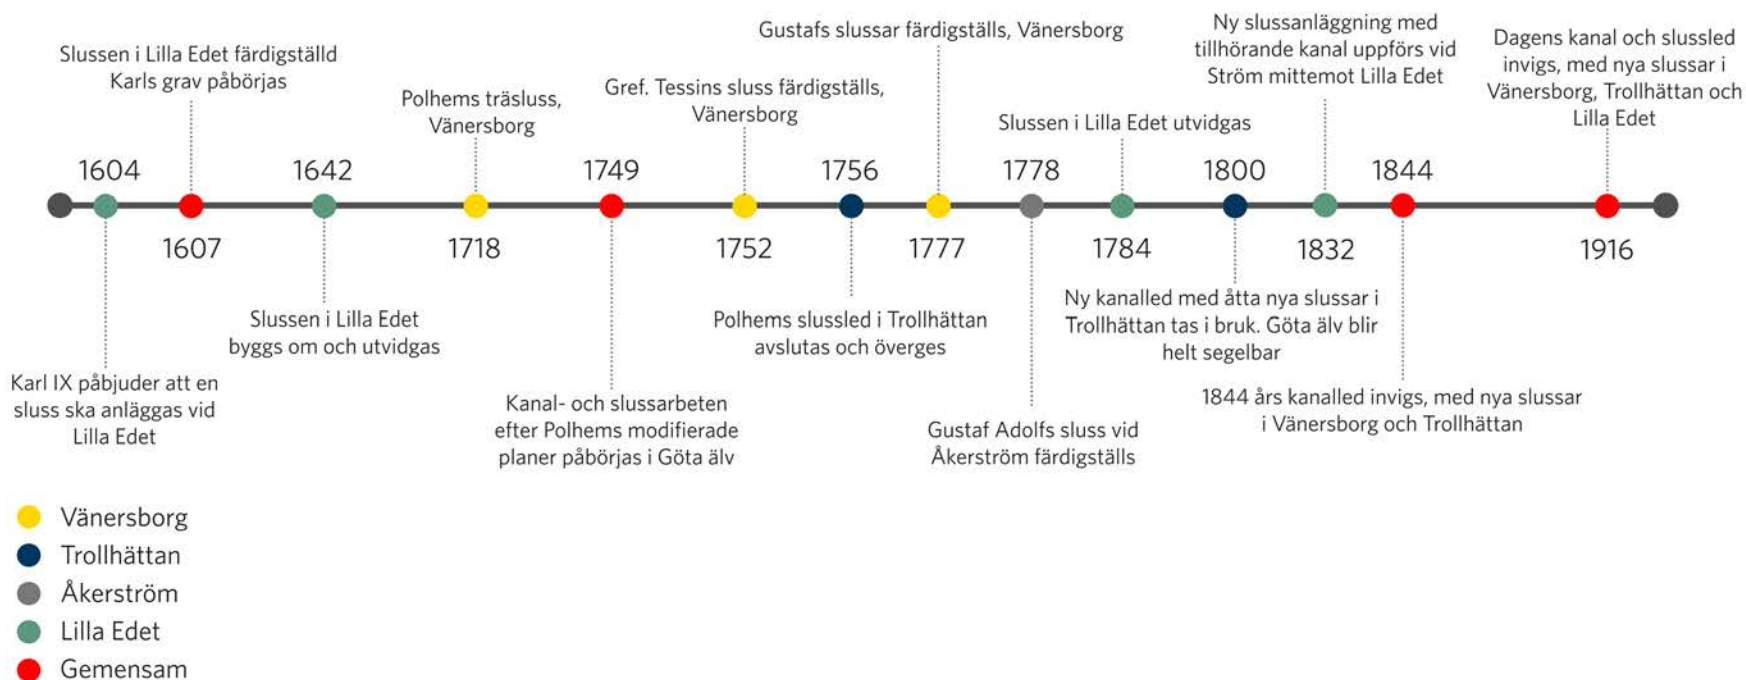 Slussen i Lilla Edet färdigställd
Karls grav påbörjas
Polhems träsluss,
Vänersborg
Gref. Tessins sluss färdigställs,
Vänersborg
Gustafs slussar färdigställs, Vänersborg
Slussen i Lilla Edet utvidgas
Ny slussanläggning med
tillhörande kanal uppförs vid
Ström mittemot Lilla Edet
Dagens kanal och slussled
invigs, med nya slussar i
Vänersborg, Trollhättan och
Lilla Edet
1604
1642
1749
1756
1778
1800
1844
1607
1718
1752
1777
1784
1832
1916
Karl IX påbjuder att en
sluss ska anläggas vid
Lilla Edet
Slussen i Lilla Edet
byggs om och utvidgas
Kanal- och slussarbeten
efter Polhems modifierade
planer påbörjas i Göta älv
Polhems slussled i Trollhättan
avslutas och överges
Gustaf Adolfs sluss vid
Åkerström färdigställs
Ny kanalled med åtta nya slussar i
Trollhättan tas i bruk. Göta älv blir
helt segelbar
1844 års kanalled invigs, med nya slussar
i Vänersborg och Trollhättan
Vänersborg
Trollhättan
Åkerström
Lilla Edet
Gemensam